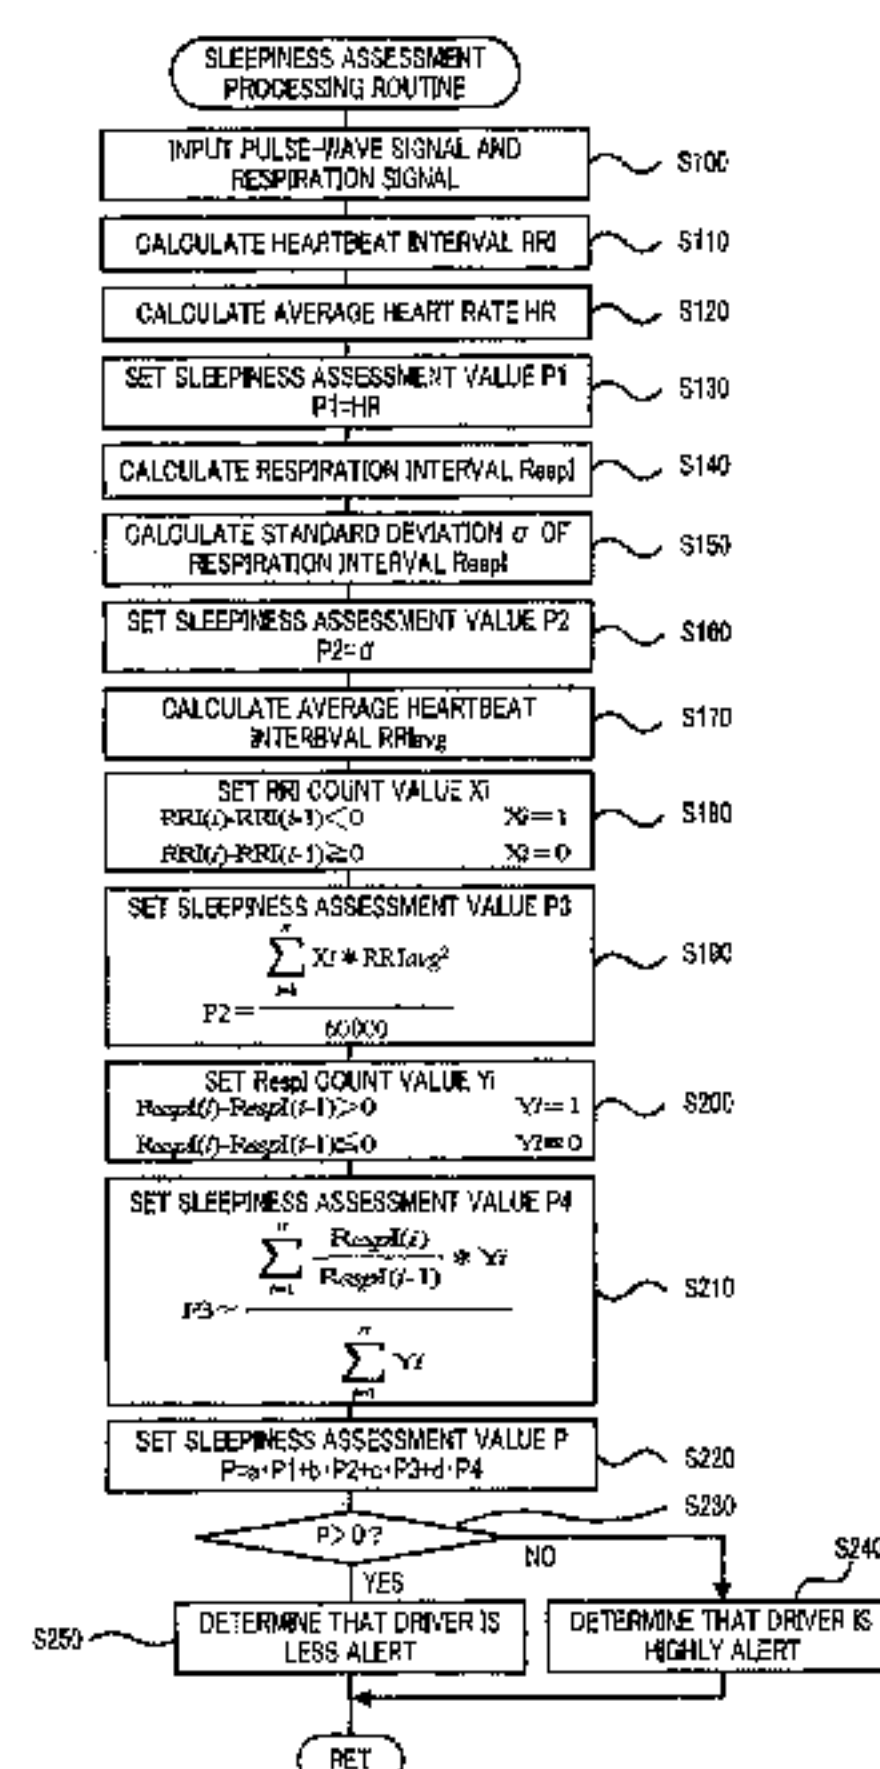 SLEEPINESS ASSESSMENT
PROCESSING ROUTINE
INPUT PULSE-WAVE SIGNAL AND
RESPIRATION SIGNAL
S100
CALCULATE HEARTBEAT INTERVAL RRI
S110
CALCULATE AVERAGE HEART RATE HR
S120
SET SLEEPINESS ASSESSMENT VALUE P1
P1=HR
S130
CALCULATE RESPIRATION INTERVAL RespI
S140
CALCULATE STANDARD DEVIATION σ OF
RESPIRATION INTERVAL RespI
S150
SET SLEEPINESS ASSESSMENT VALUE P2
P2=σ
S160
CALCULATE AVERAGE HEARTBEAT
INTERBVAL RRIavg
S170
SET RRI COUNT VALUE Xi
RRI(i)-RRI(i-1)<0 Xi=1
RRI(i)-RRI(i-1)≧0 Xi=0
S180
SET SLEEPINESS ASSESSMENT VALUE P3
n
∑ Xi * RRIavg²
i=1
P2=
60000
S190
SET RespI COUNT VALUE Yi
RespI(i)-RespI(i-1)>0 Yi=1
RespI(i)-RespI(i-1)≦0 Yi=0
S200
SET SLEEPINESS ASSESSMENT VALUE P4
n
RespI(i)
∑ * Yi
RespI(i-1)
i=1
P3=
n
∑ Yi
i=1
S210
SET SLEEPINESS ASSESSMENT VALUE P
P=a·P1+b·P2+c·P3+d·P4
S220
P>0?
S230
NO
YES
S240
S250
DETERMINE THAT DRIVER IS
LESS ALERT
DETERMINE THAT DRIVER IS
HIGHLY ALERT
RET